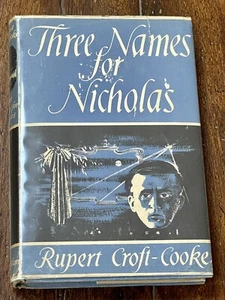 Three Names
for
Nicholas
Rupert Croft-Cooke